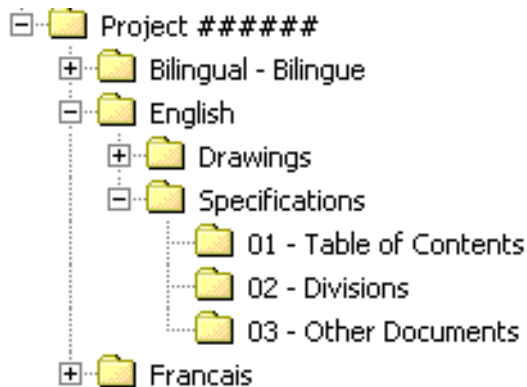 Project ######
Bilingual - Bilingue
English
Drawings
Specifications
01 - Table of Contents
02 - Divisions
03 - Other Documents
Francais